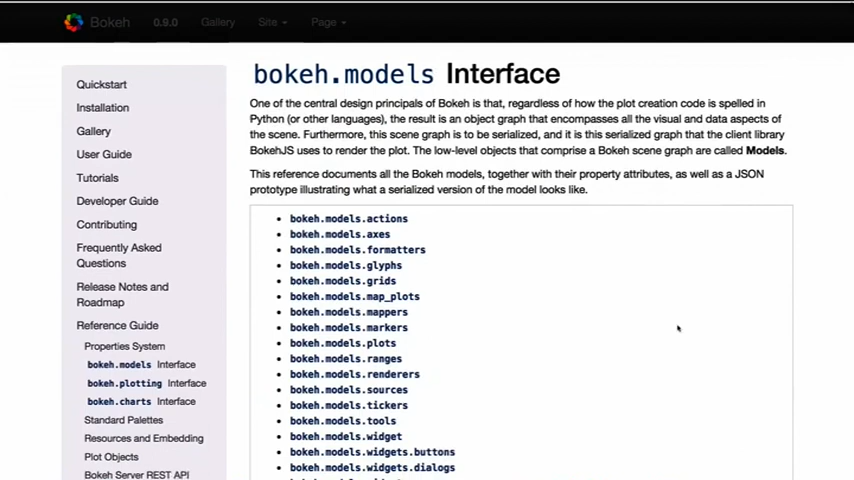 Bokeh 0.9.0 Gallery Site Page
Quickstart
Installation
Gallery
User Guide
Tutorials
Developer Guide
Contributing
Frequently Asked
Questions
Release Notes and
Roadmap
Reference Guide
Properties System
bokeh.models Interface
bokeh.plotting Interface
bokeh.charts Interface
Standard Palettes
Resources and Embedding
Plot Objects
Bokeh Server REST API
bokeh.models Interface
One of the central design principals of Bokeh is that, regardless of how the plot creation code is spelled in
Python (or other languages), the result is an object graph that encompasses all the visual and data aspects of
the scene. Furthermore, this scene graph is to be serialized, and it is this serialized graph that the client library
BokehJS uses to render the plot. The low-level objects that comprise a Bokeh scene graph are called Models.
This reference documents all the Bokeh models, together with their property attributes, as well as a JSON
prototype illustrating what a serialized version of the model looks like.
• bokeh.models.actions
• bokeh.models.axes
• bokeh.models.formatters
• bokeh.models.glyphs
• bokeh.models.grids
• bokeh.models.map_plots
• bokeh.models.mappers
• bokeh.models.markers
• bokeh.models.plots
• bokeh.models.ranges
• bokeh.models.renderers
• bokeh.models.sources
• bokeh.models.tickers
• bokeh.models.tools
• bokeh.models.widget
• bokeh.models.widgets.buttons
• bokeh.models.widgets.dialogs